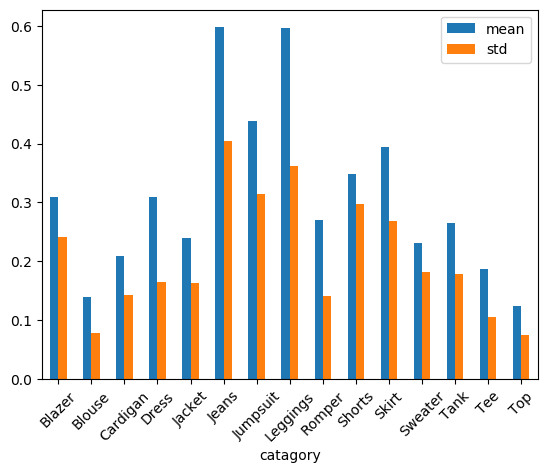 mean
std
0.6
0.5
0.4
0.3
0.2
0.1
0.0
Blazer
Blouse
Cardigan
Dress
Jacket
Jeans
Jumpsuit
Leggings
Romper
Shorts
Skirt
Sweater
Tank
Tee
Top
catagory